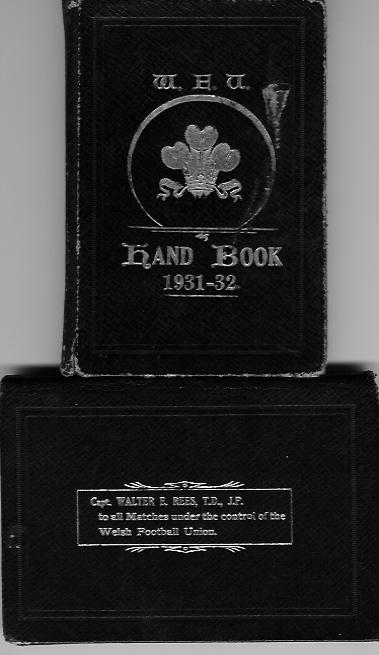 W. F. U.
HAND BOOK
1931-32.
Capt. WALTER E. REES, T.D., J.P.
to all Matches under the control of the
Welsh Football Union.